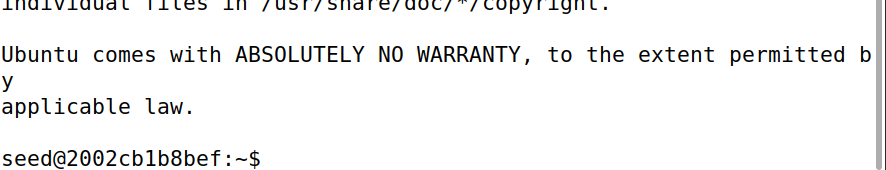 individual files in /usr/share/doc/*/copyright.
Ubuntu comes with ABSOLUTELY NO WARRANTY, to the extent permitted b
y
applicable law.
seed@2002cb1b8bef:~$